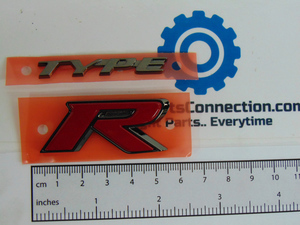 TYPE
R
tsConnection.com
Parts.. Everytime
cm 1 2 3 4 5 6 7 8 9 10 11
inches 1 2 3 4